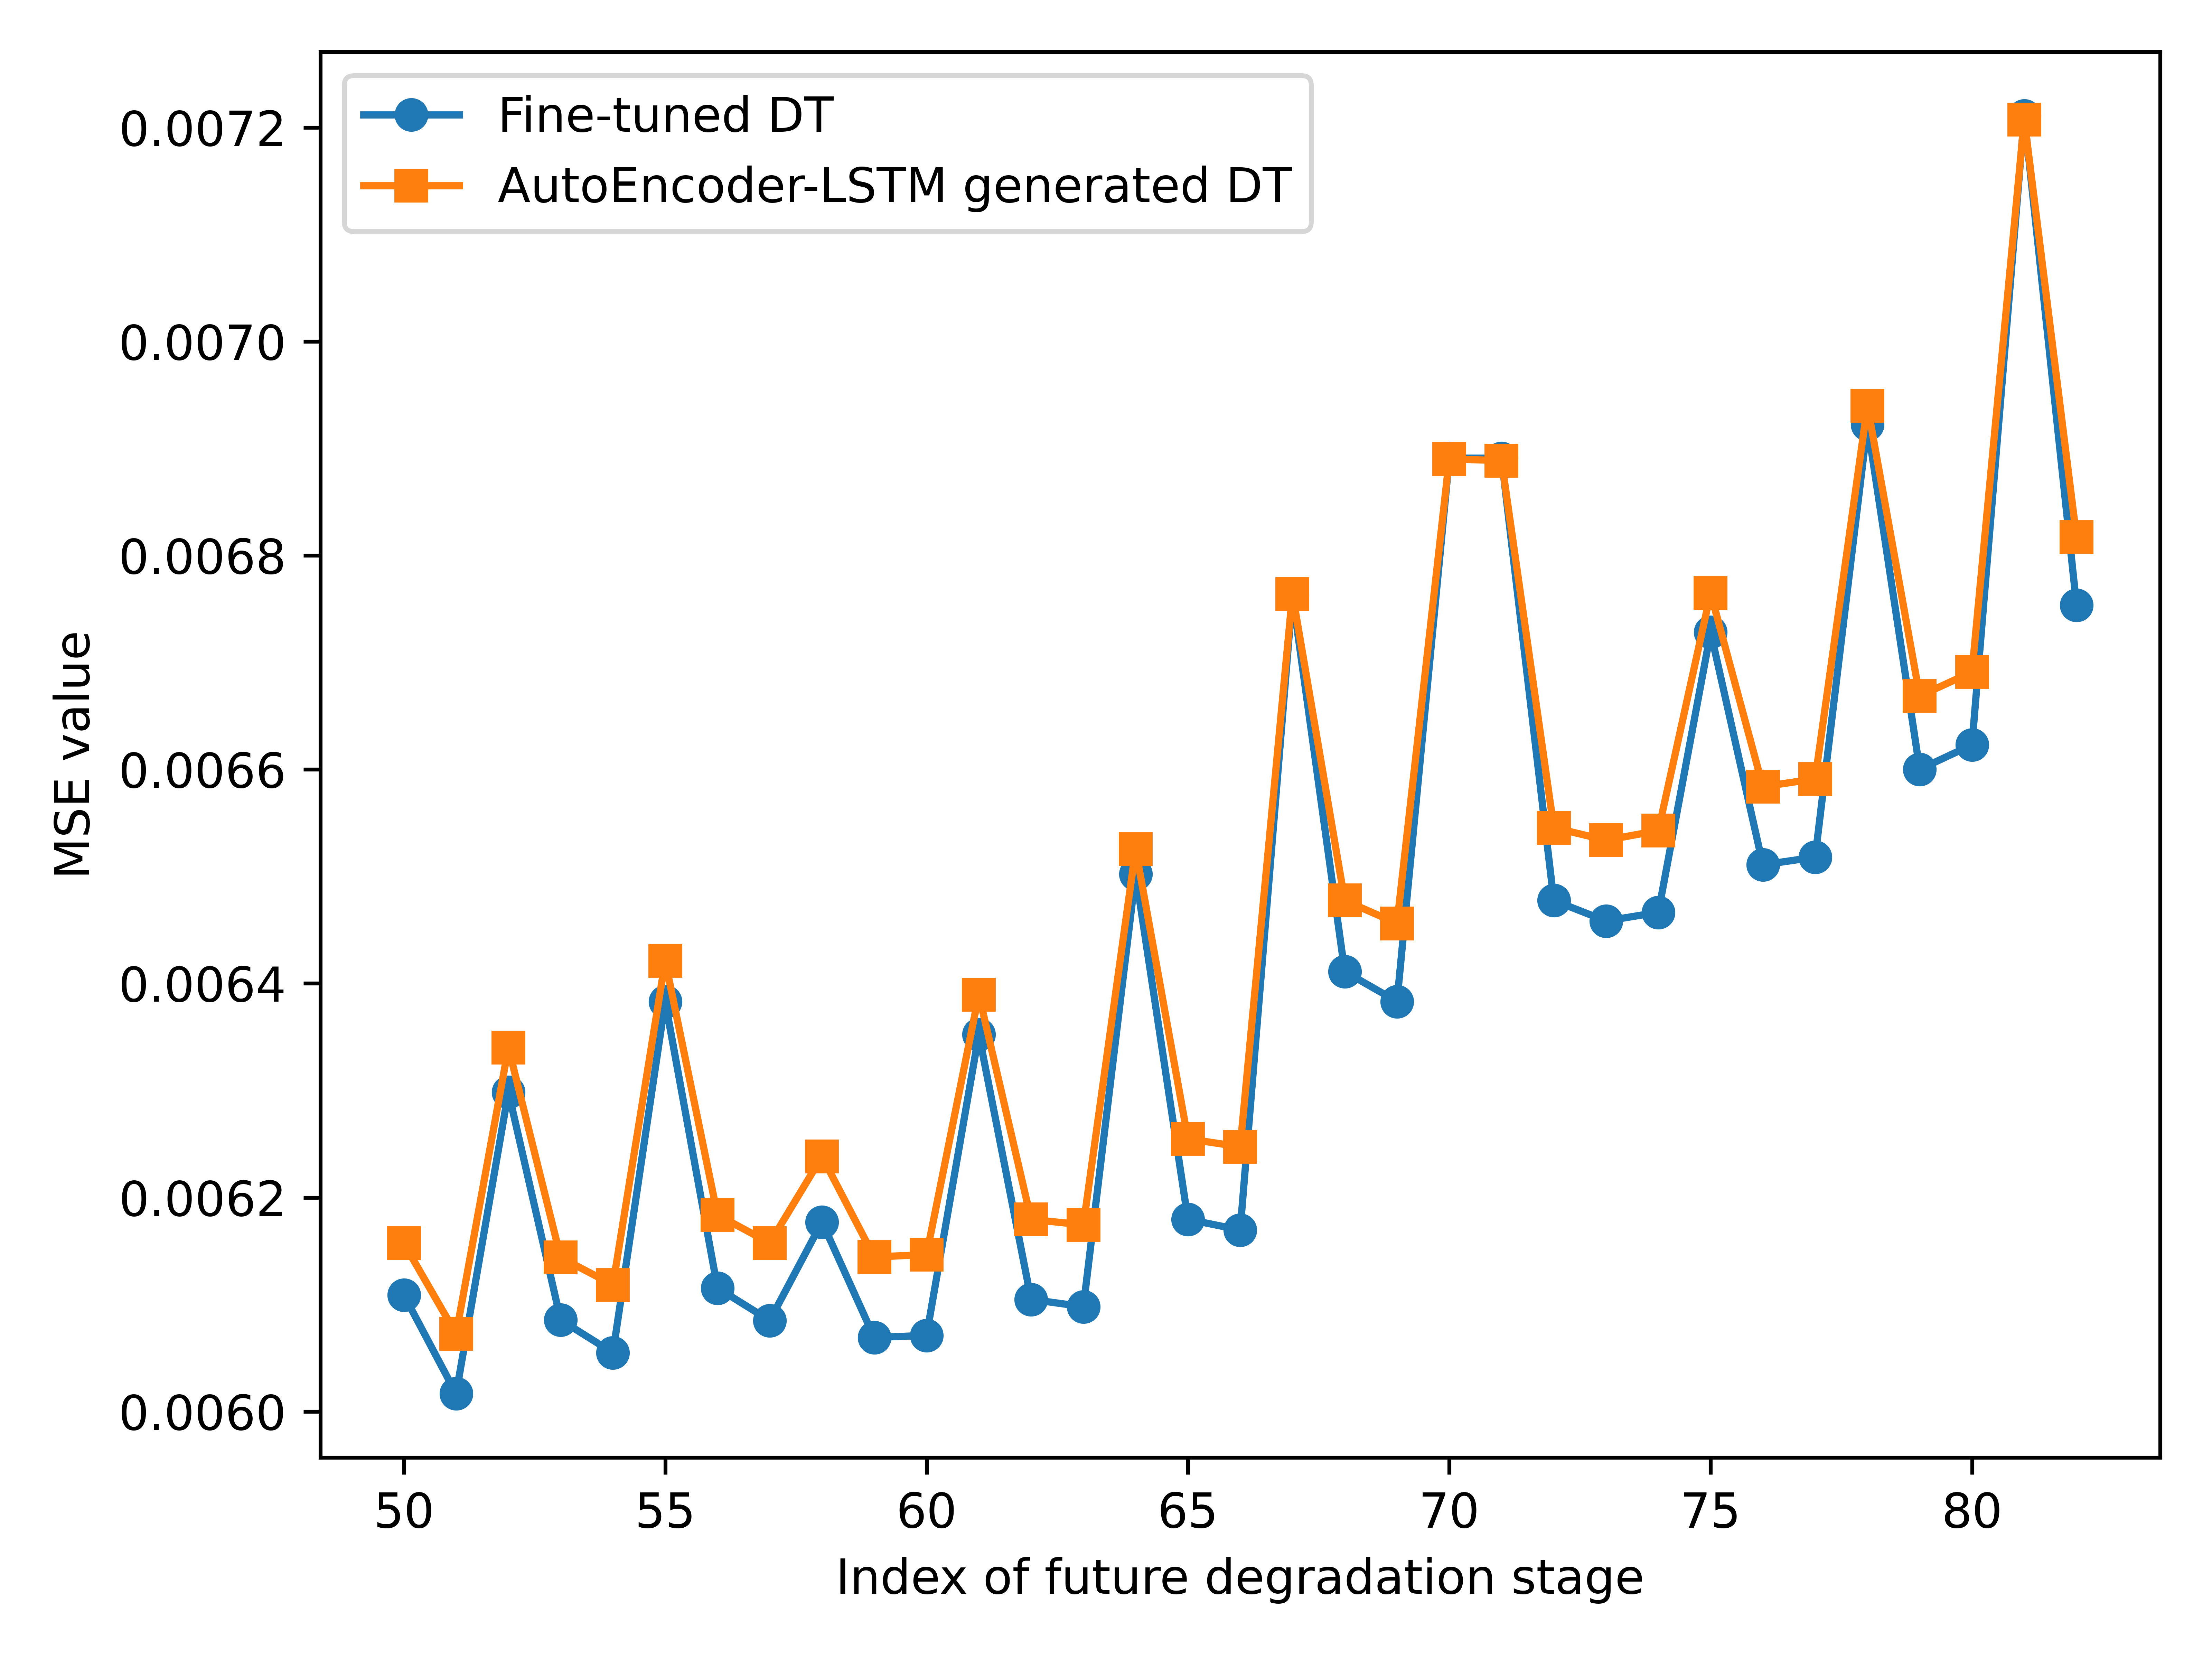 Fine-tuned DT
AutoEncoder-LSTM generated DT
0.0072
0.0070
0.0068
0.0066
0.0064
0.0062
0.0060
MSE value
50 55 60 65 70 75 80
Index of future degradation stage